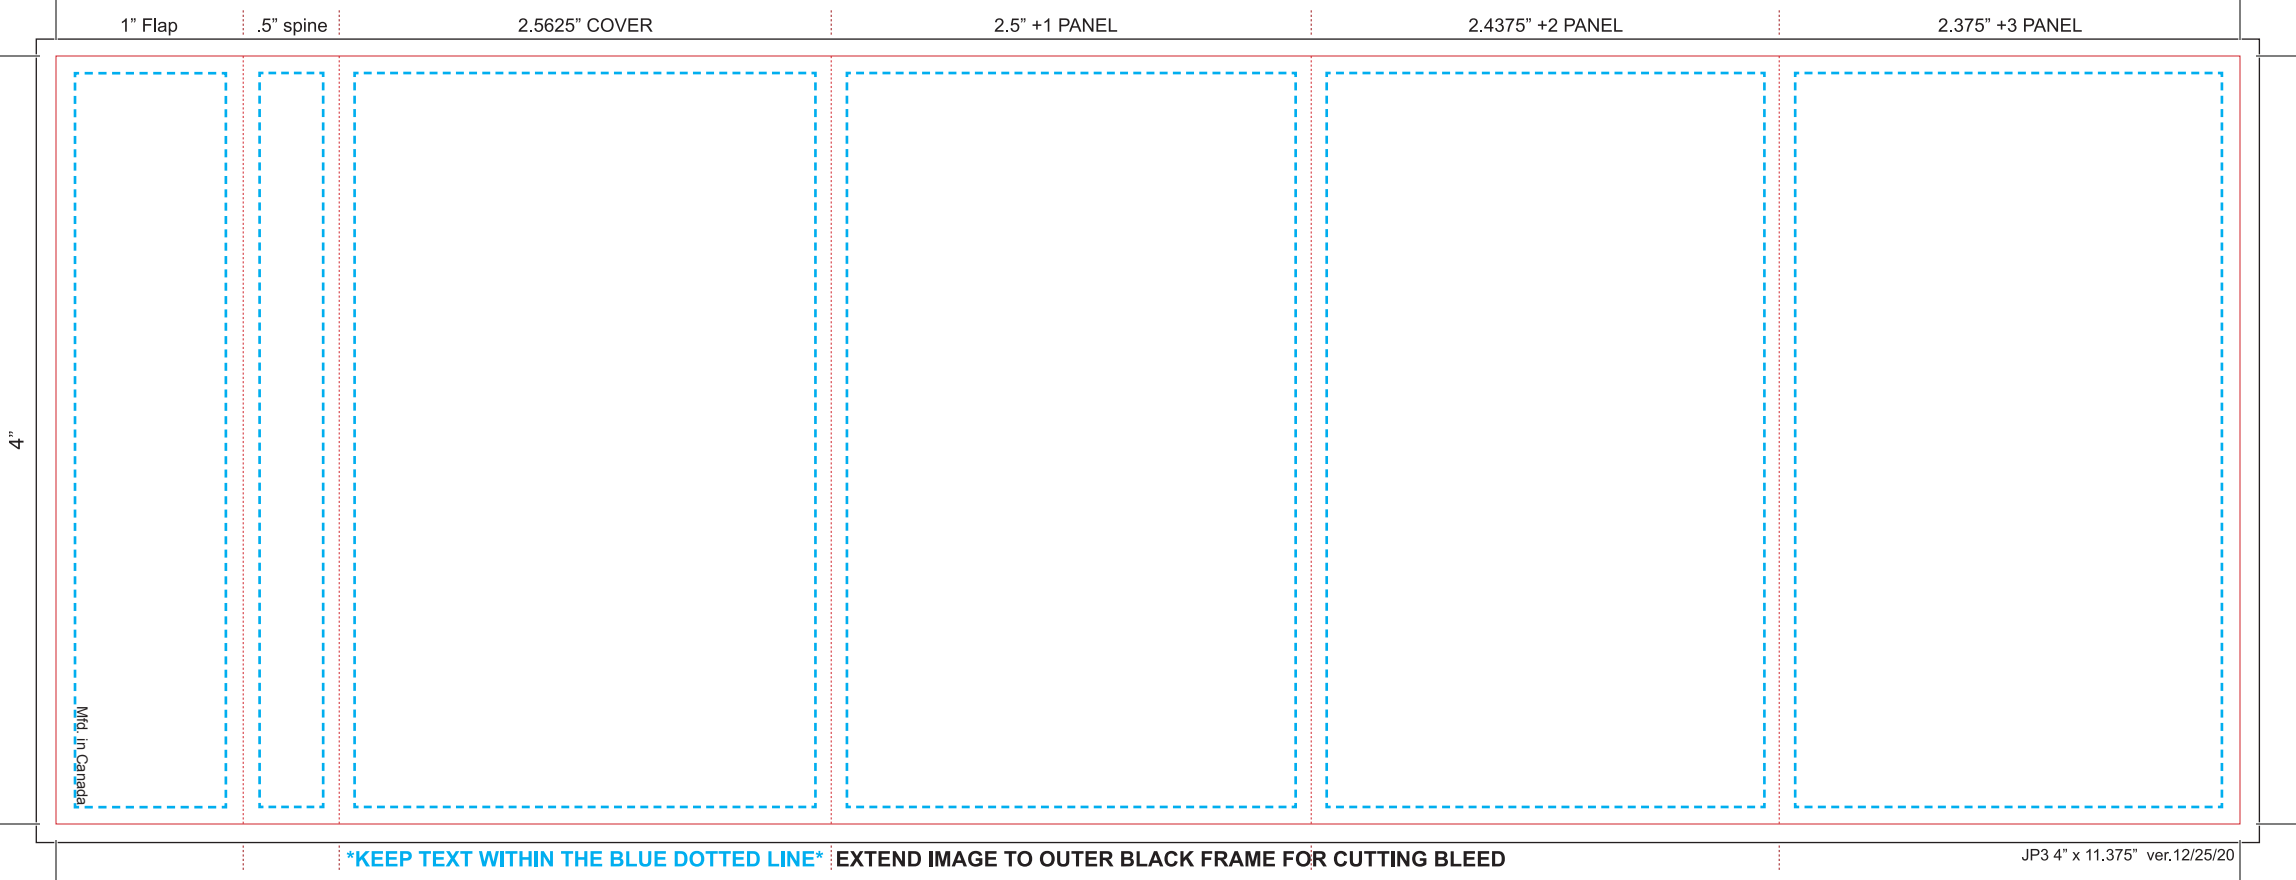 1” Flap
.5” spine
2.5625” COVER
2.5” +1 PANEL
2.4375” +2 PANEL
2.375” +3 PANEL
4”
Mfd. in Canada
*KEEP TEXT WITHIN THE BLUE DOTTED LINE* EXTEND IMAGE TO OUTER BLACK FRAME FOR CUTTING BLEED
JP3 4” x 11.375” ver.12/25/20